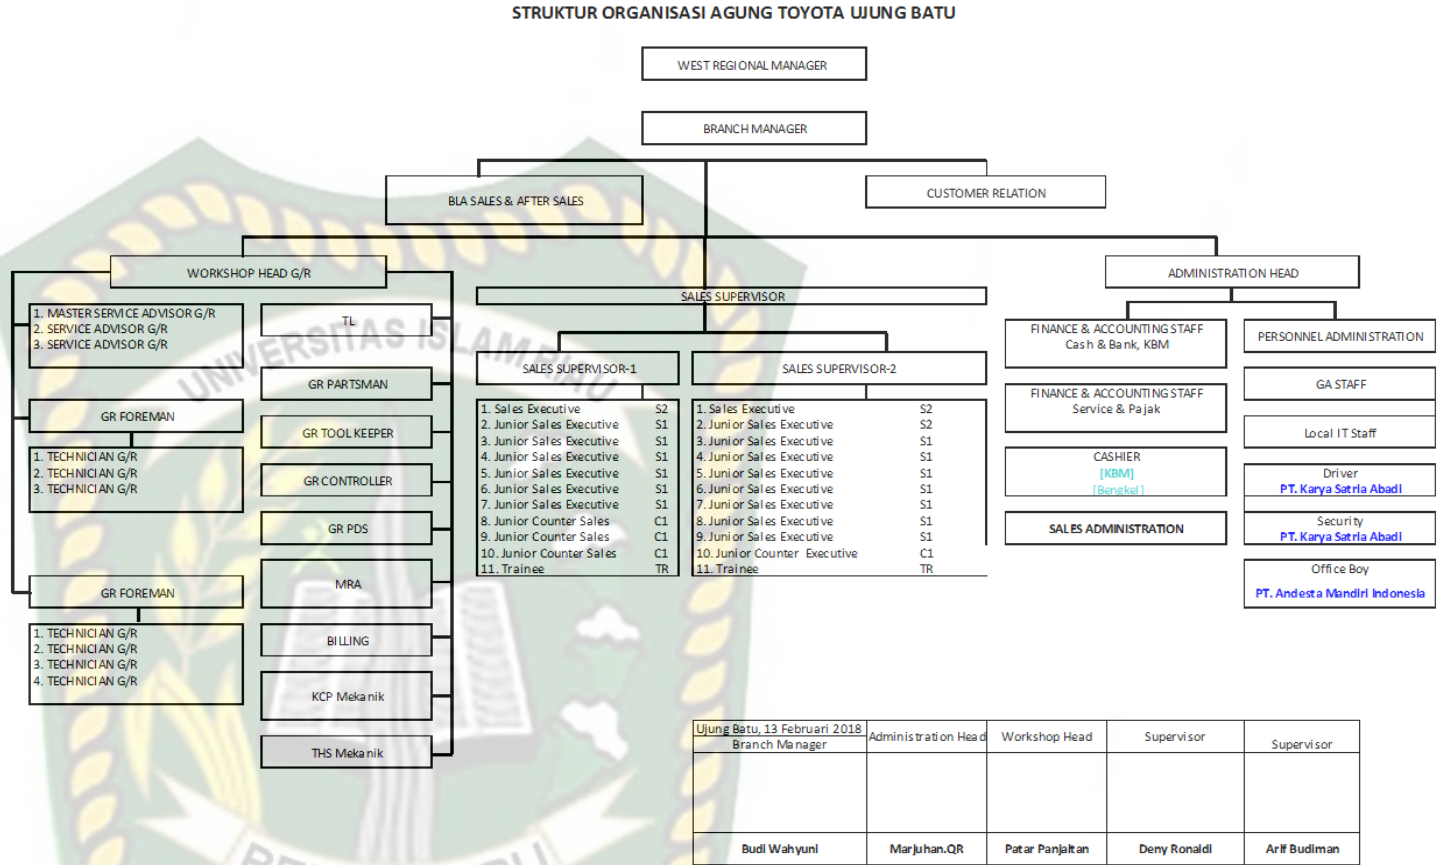 STRUKTUR ORGANISASI AGUNG TOYOTA UJUNG BATU
WEST REGIONAL MANAGER
BRANCH MANAGER
BLA SALES & AFTER SALES
CUSTOMER RELATION
WORKSHOP HEAD G/R
1. MASTER SERVICE ADVISOR G/R
2. SERVICE ADVISOR G/R
3. SERVICE ADVISOR G/R
GR FOREMAN
1. TECHNICIAN G/R
2. TECHNICIAN G/R
3. TECHNICIAN G/R
GR FOREMAN
1. TECHNICIAN G/R
2. TECHNICIAN G/R
3. TECHNICIAN G/R
4. TECHNICIAN G/R
TL
GR PARTSMAN
GR TOOL KEEPER
GR CONTROLLER
GR PDS
MRA
BILLING
KCP Mekanik
THS Mekanik
SALES SUPERVISOR
SALES SUPERVISOR-1
1. Sales Executive S2
2. Junior Sales Executive S1
3. Junior Sales Executive S1
4. Junior Sales Executive S1
5. Junior Sales Executive S1
6. Junior Sales Executive S1
7. Junior Sales Executive S1
8. Junior Counter Sales C1
9. Junior Counter Sales C1
10. Junior Counter Sales C1
11. Trainee TR
SALES SUPERVISOR-2
1. Sales Executive S2
2. Junior Sales Executive S2
3. Junior Sales Executive S1
4. Junior Sales Executive S1
5. Junior Sales Executive S1
6. Junior Sales Executive S1
7. Junior Sales Executive S1
8. Junior Sales Executive S1
9. Junior Sales Executive S1
10. Junior Counter Executive C1
11. Trainee TR
ADMINISTRATION HEAD
FINANCE & ACCOUNTING STAFF
Cash & Bank, KBM
FINANCE & ACCOUNTING STAFF
Service & Pajak
CASHIER
[KBM]
[Bengkel]
SALES ADMINISTRATION
PERSONNEL ADMINISTRATION
GA STAFF
Local IT Staff
Driver
PT. Karya Satria Abadi
Security
PT. Karya Satria Abadi
Office Boy
PT. Andesta Mandiri Indonesia
Ujung Batu, 13 Februari 2018
Branch Manager
Administration Head
Workshop Head
Supervisor
Supervisor
Budi Wahyuni
Marjuhan.QR
Patar Panjaitan
Deny Ronaldi
Arif Budiman
UNIVERSITAS ISLAM RIAU